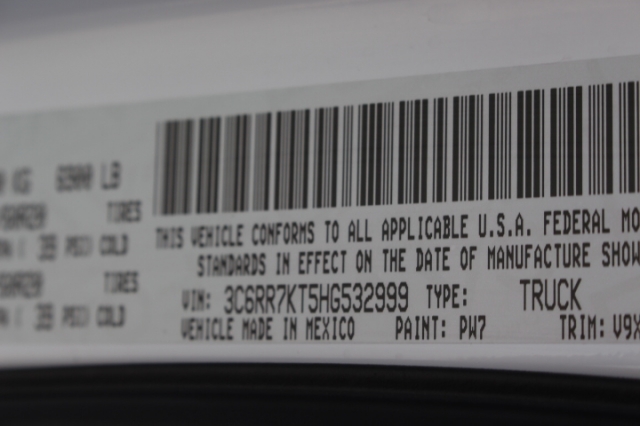 KG 6900 LB
TIRES
39 PSI) COLD
TIRES
39 PSI) COLD
THIS VEHICLE CONFORMS TO ALL APPLICABLE U.S.A. FEDERAL MO
STANDARDS IN EFFECT ON THE DATE OF MANUFACTURE SHOW
VIN: 3C6RR7KT5HG532999 TYPE: TRUCK
VEHICLE MADE IN MEXICO PAINT: PW7 TRIM: V9X